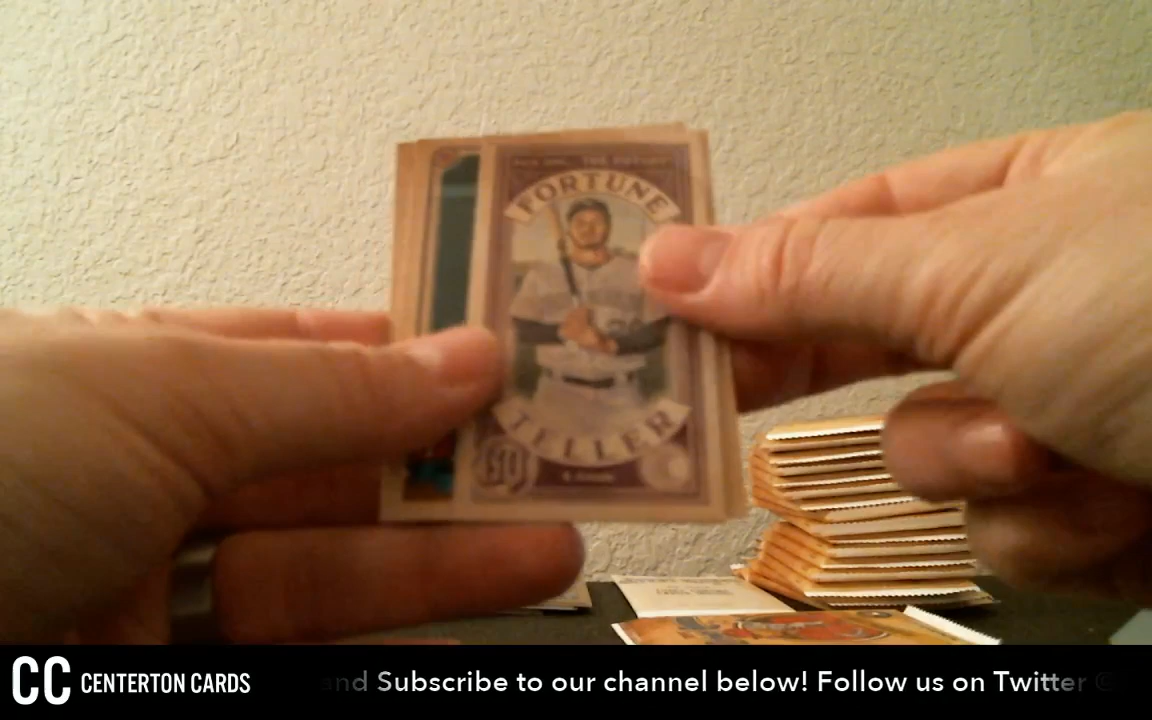 FORTUNE
TELLER
CC CENTERTON CARDS
and Subscribe to our channel below! Follow us on Twitter